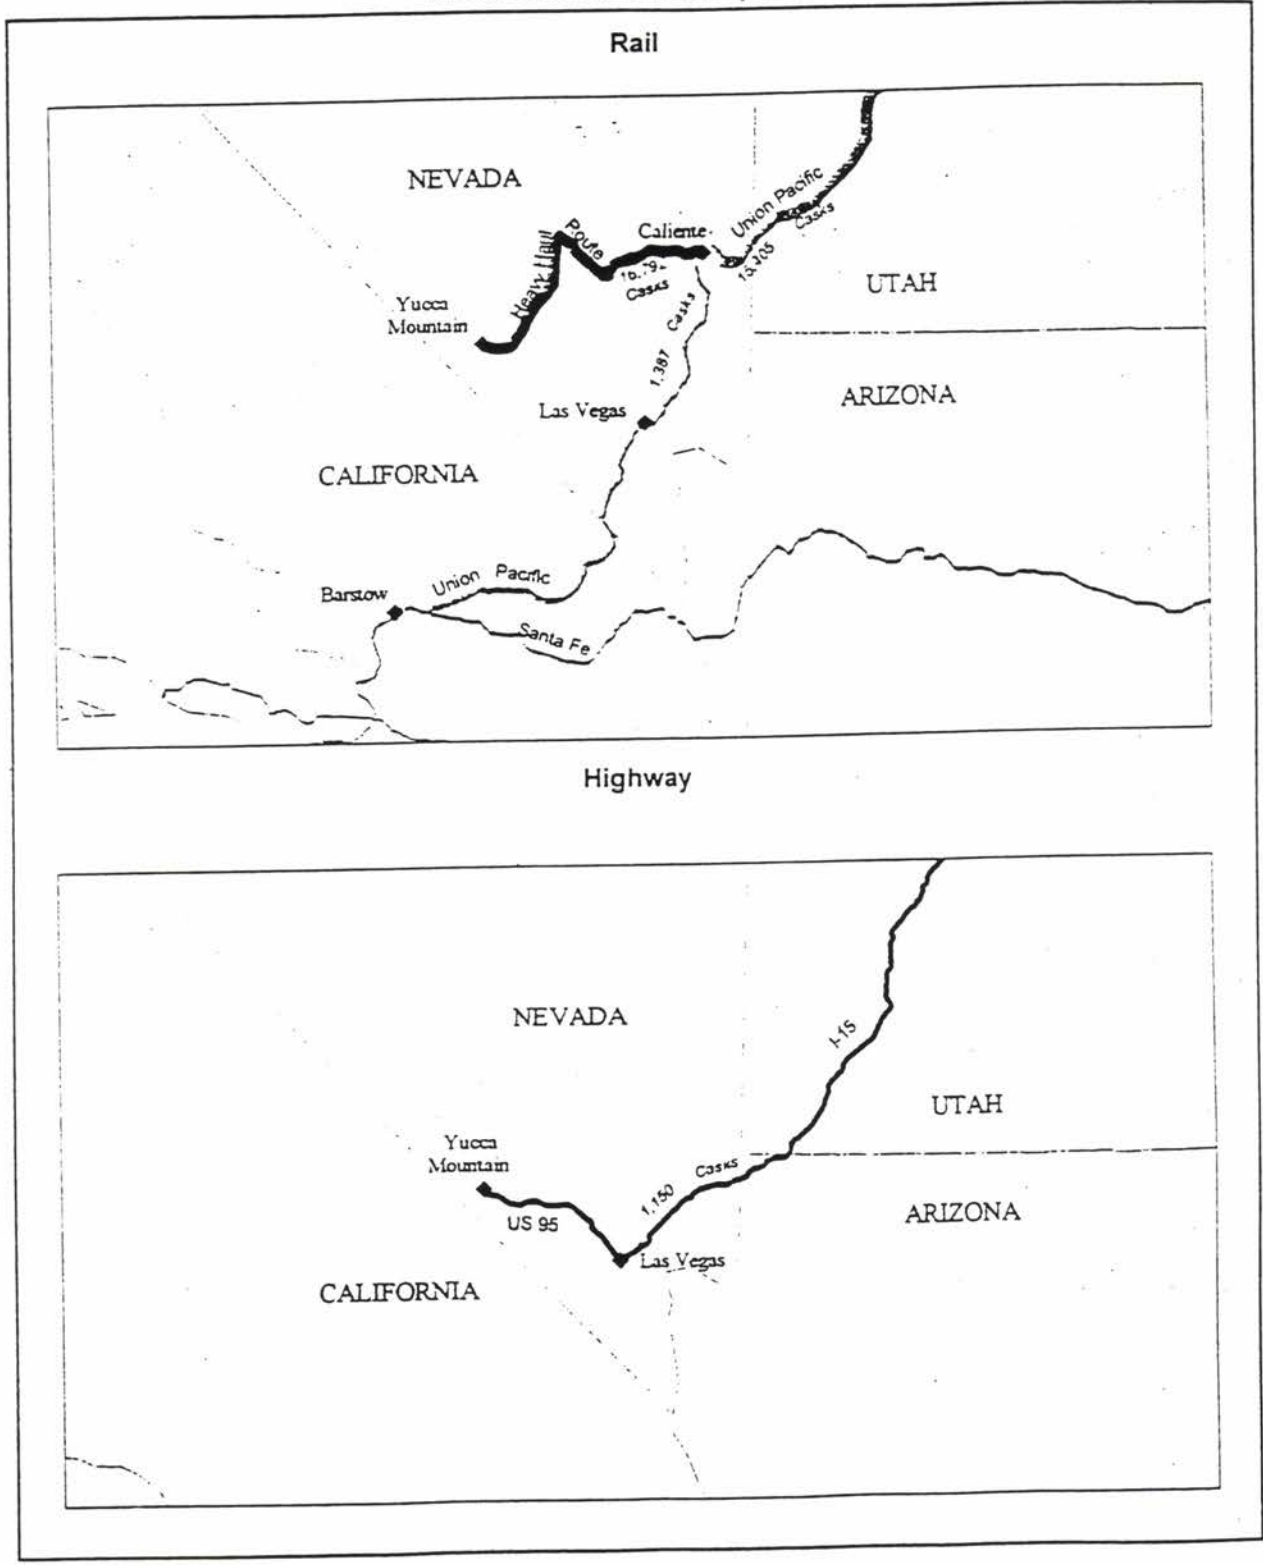 Rail
NEVADA
Union Pacific
Casks
15,405
Caliente
Route
Heavy Haul
Casks
UTAH
Yucca
Mountain
1,387 Casks
ARIZONA
Las Vegas
CALIFORNIA
Union Pacific
Barstow
Santa Fe
Highway
NEVADA
I-15
UTAH
Yucca
Mountain
1,150 Casks
US 95
ARIZONA
Las Vegas
CALIFORNIA